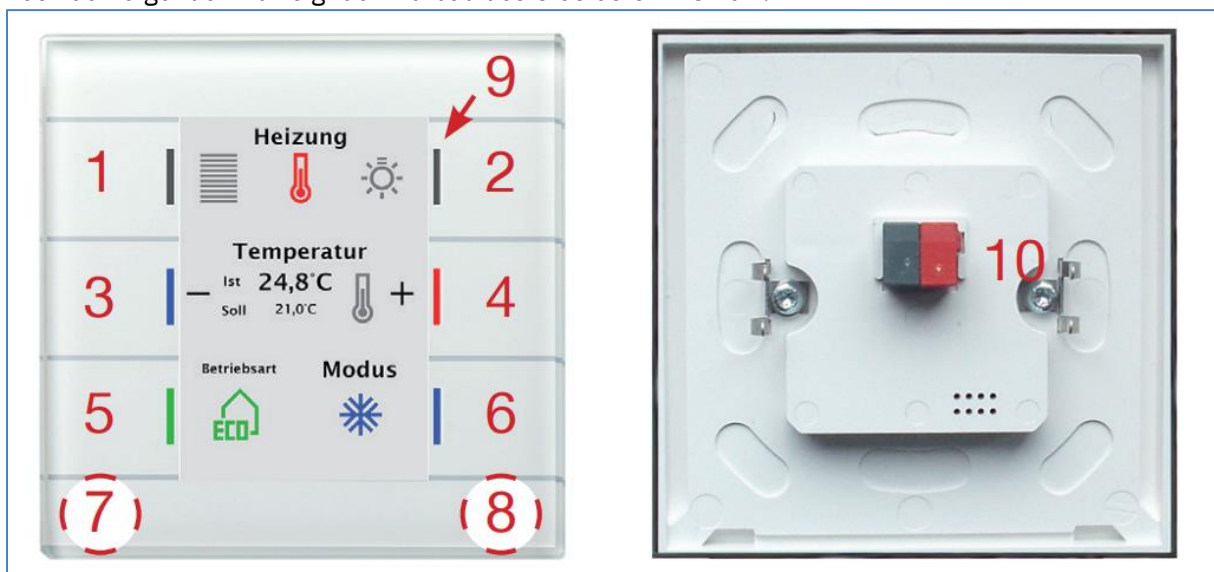 9
Heizung
1
2
Temperatur
3
− Ist 24,8°C +
4
Soll 21,0°C
10
Betriebsart Modus
5
ECO
6
7
8